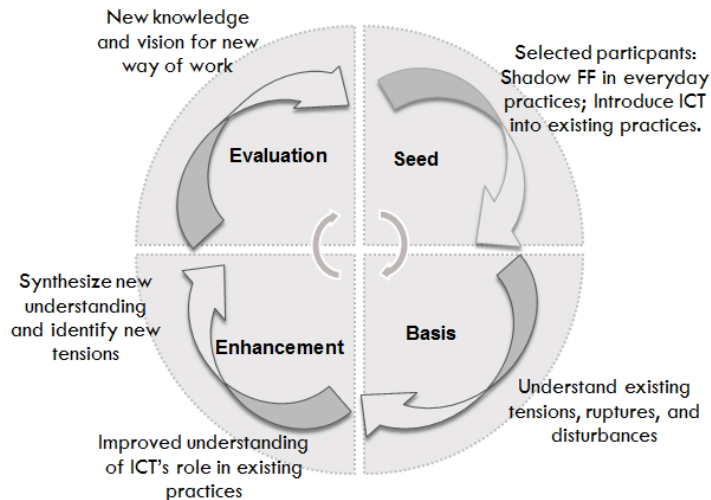 New knowledge
and vision for new
way of work
Selected particpants:
Shadow FF in everyday
practices; Introduce ICT
into existing practices.
Evaluation
Seed
Synthesize new
understanding
and identify new
tensions
Enhancement
Basis
Understand existing
tensions, ruptures, and
disturbances
Improved understanding
of ICT's role in existing
practices